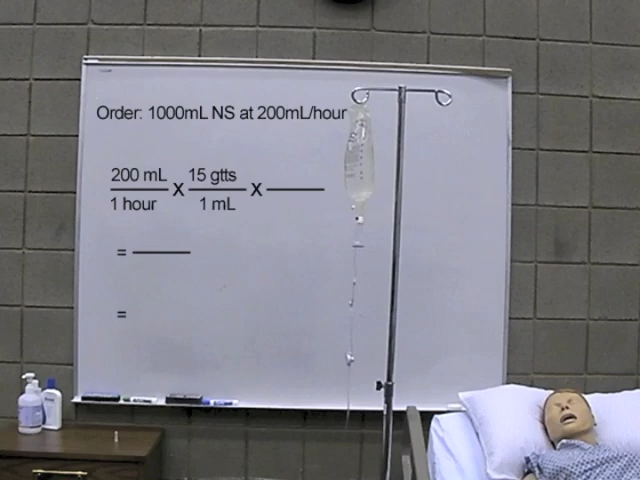 Order: 1000mL NS at 200mL/hour
200 mL x 15 gtts x
1 hour 1 mL
=
=